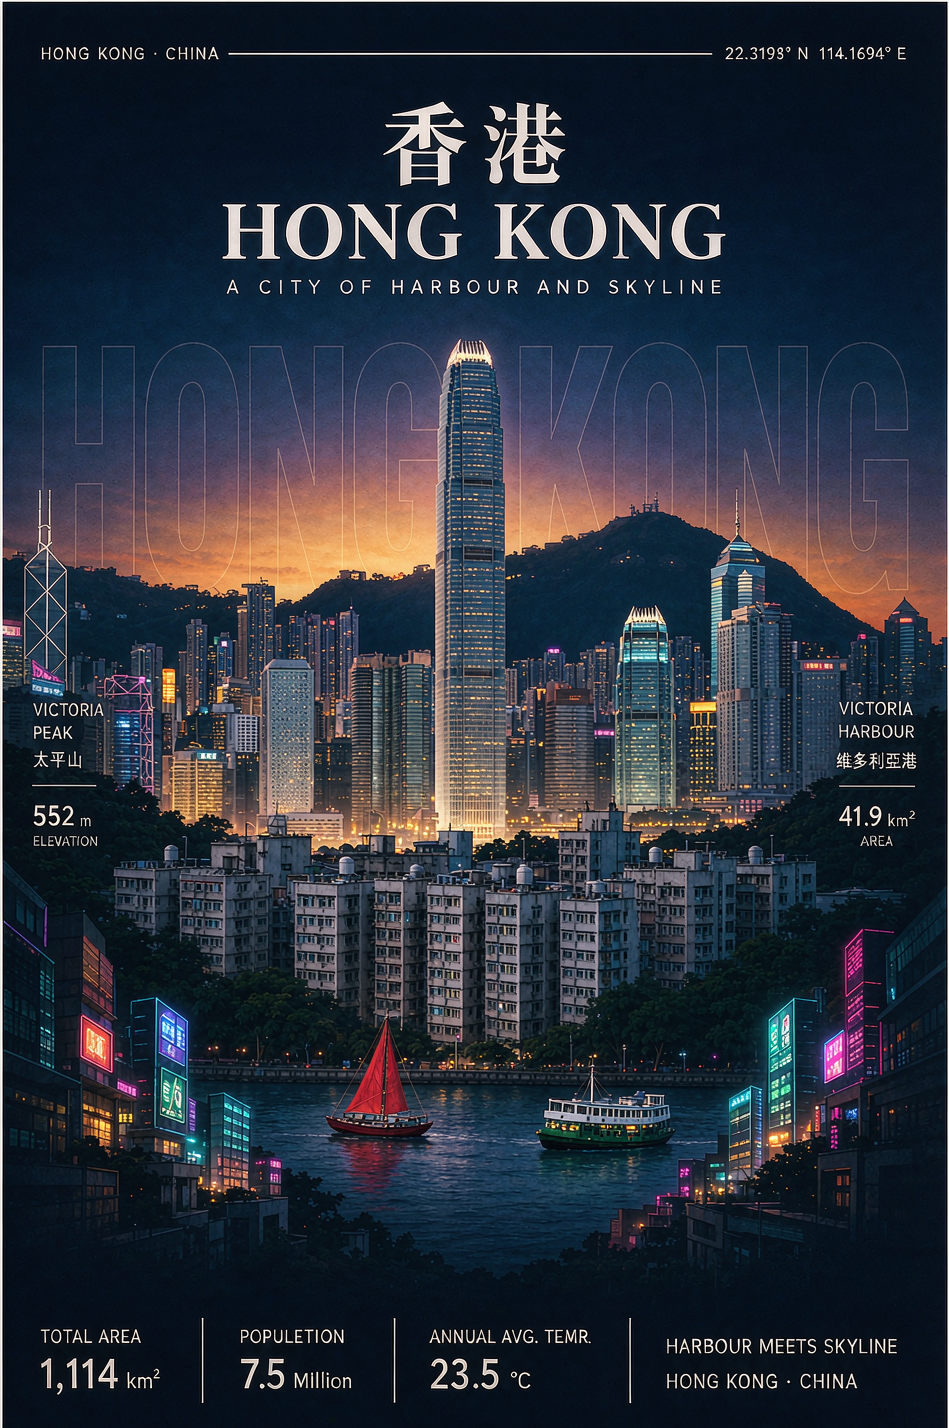 HONG KONG · CHINA
22.3193° N 114.1694° E
香港
HONG KONG
A CITY OF HARBOUR AND SKYLINE
HONG KONG
VICTORIA
PEAK
太平山
552 m
ELEVATION
VICTORIA
HARBOUR
维多利亞港
41.9 km²
AREA
TOTAL AREA
1,114 km²
POPULETION
7.5 Million
ANNUAL AVG. TEMR.
23.5 °C
HARBOUR MEETS SKYLINE
HONG KONG · CHINA